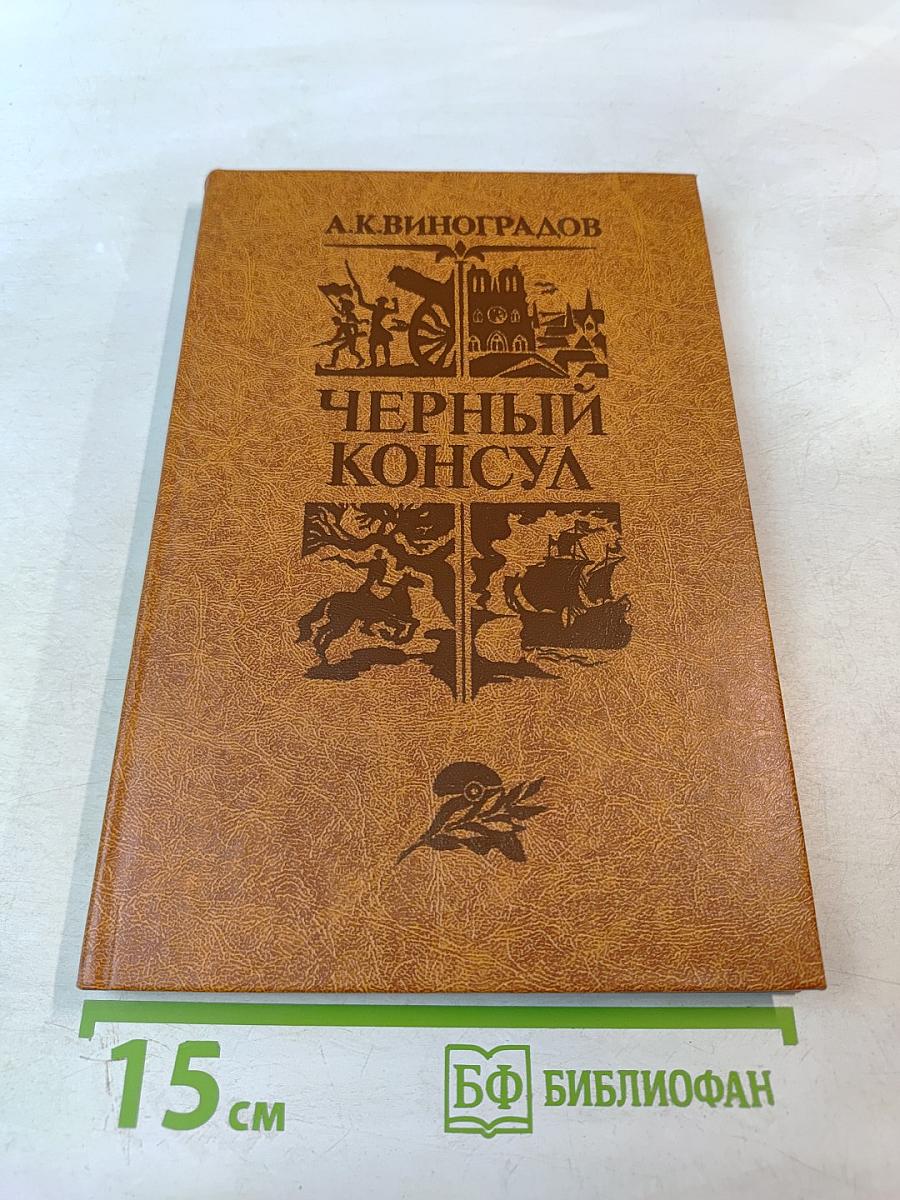 А.К.ВИНОГРАДОВ
ЧЕРНЫЙ
КОНСУЛ
15 см
БФ БИБЛИОФАН